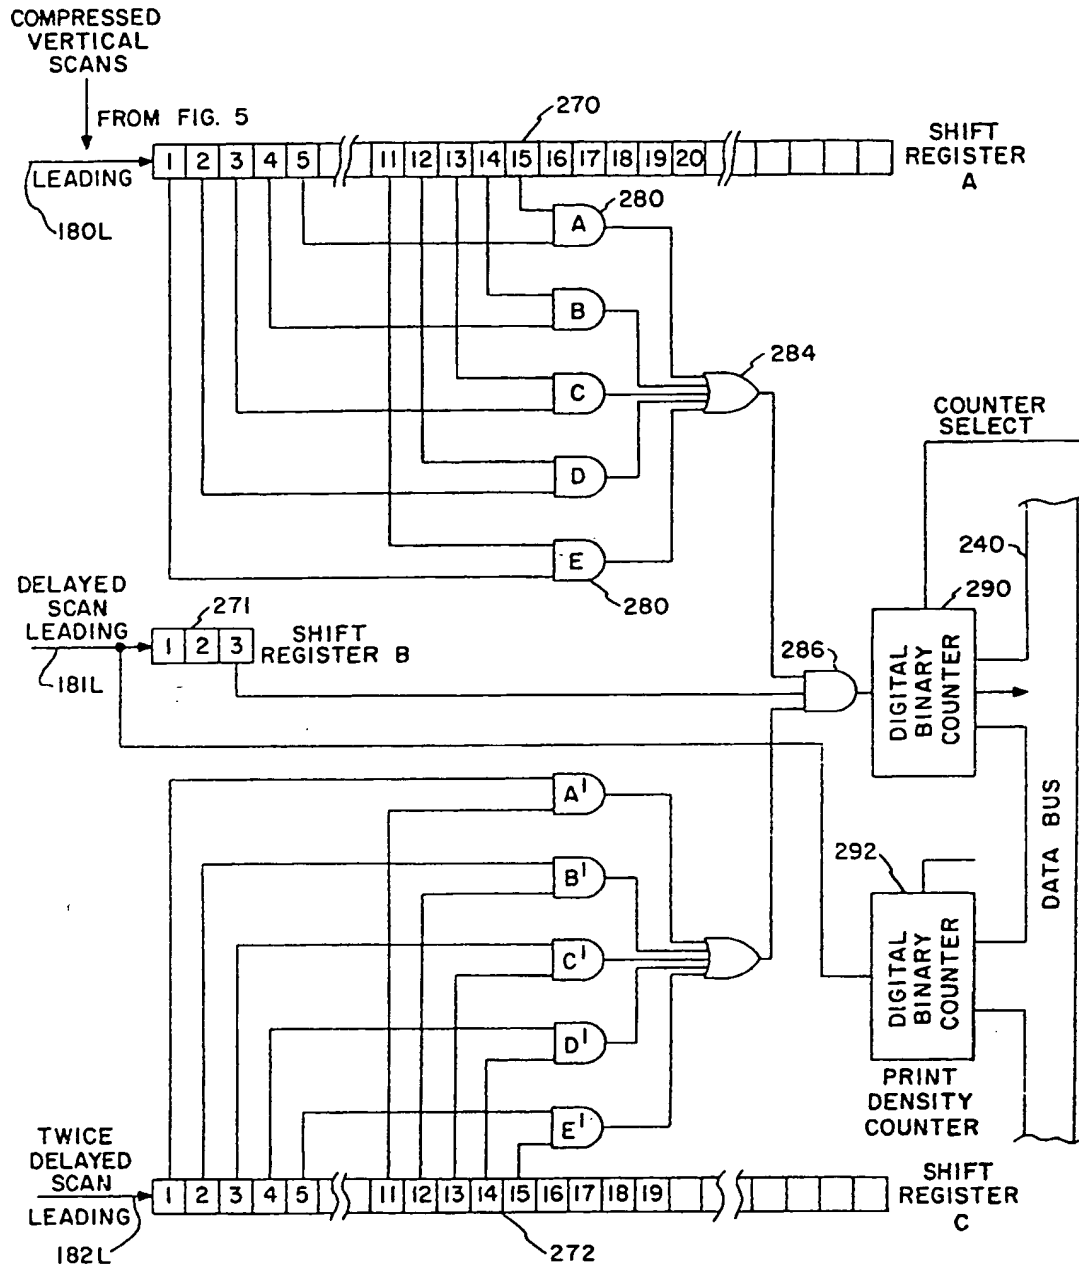 COMPRESSED
VERTICAL
SCANS
FROM FIG. 5
270
1 2 3 4 5 11 12 13 14 15 16 17 18 19 20
SHIFT
REGISTER
A
LEADING
180L
280
A
B
284
C
COUNTER
SELECT
D
240
E
290
280
DELAYED
SCAN
LEADING
271
1 2 3
SHIFT
REGISTER B
181L
286
DIGITAL
BINARY
COUNTER
A'
DATA BUS
B'
292
C'
DIGITAL
BINARY
COUNTER
D'
PRINT
DENSITY
COUNTER
E'
TWICE
DELAYED
SCAN
LEADING
1 2 3 4 5 11 12 13 14 15 16 17 18 19
SHIFT
REGISTER
C
182L
272